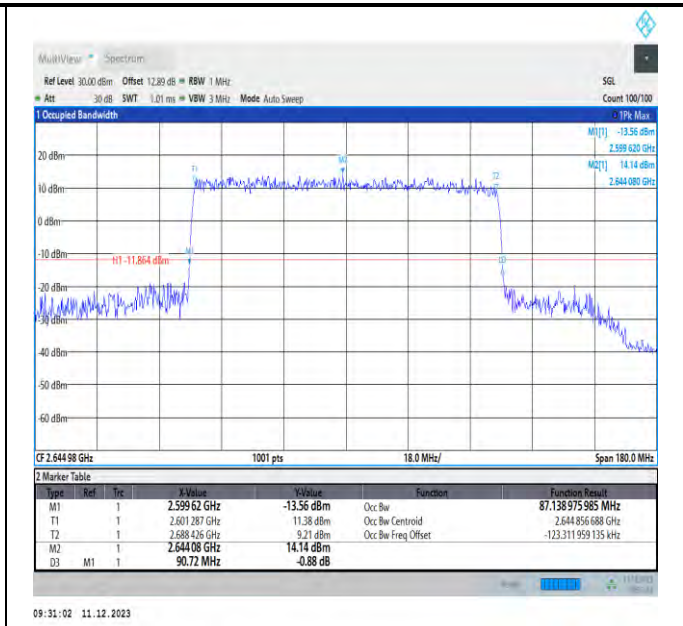 MultiView Spectrum
Ref Level 30.00 dBm Offset 12.89 dB RBW 1 MHz SGL
Att 30 dB SWT 1.01 ms VBW 3 MHz Mode Auto Sweep Count 100/100
1 Occupied Bandwidth 1Pk Max
M1[1] -13.56 dBm
2.599 620 GHz
M2[1] 14.14 dBm
2.644 080 GHz
20 dBm
T1 M2 T2
10 dBm
0 dBm
-10 dBm
M1
H1 -11.864 dBm
D3
-20 dBm
-30 dBm
-40 dBm
-50 dBm
-60 dBm
CF 2.644 98 GHz 1001 pts 18.0 MHz/ Span 180.0 MHz
2 Marker Table
Type Ref Trc X-Value Y-Value Function Function Result
M1 1 2.599 62 GHz -13.56 dBm Occ Bw 87.138 975 985 MHz
T1 1 2.601 287 GHz 11.38 dBm Occ Bw Centroid 2.644 856 688 GHz
T2 1 2.688 426 GHz 9.21 dBm Occ Bw Freq Offset -123.311 959 135 kHz
M2 1 2.644 08 GHz 14.14 dBm
D3 M1 1 90.72 MHz -0.88 dB
09:31:02 11.12.2023